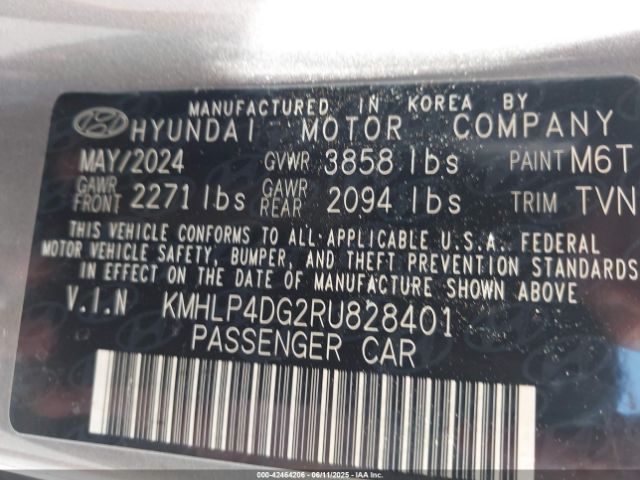 MANUFACTURED IN KOREA BY
HYUNDAI MOTOR COMPANY
MAY/2024 GVWR 3858 lbs PAINT M6T
GAWR FRONT 2271 lbs GAWR REAR 2094 lbs TRIM TVN
THIS VEHICLE CONFORMS TO ALL APPLICABLE U.S.A. FEDERAL
MOTOR VEHICLE SAFETY, BUMPER, AND THEFT PREVENTION STANDARDS
IN EFFECT ON THE DATE OF MANUFACTURE SHOWN ABOVE.
V.I.N KMHLP4DG2RU828401
PASSENGER CAR
000-42464206 - 06/11/2025 - IAAI.COM